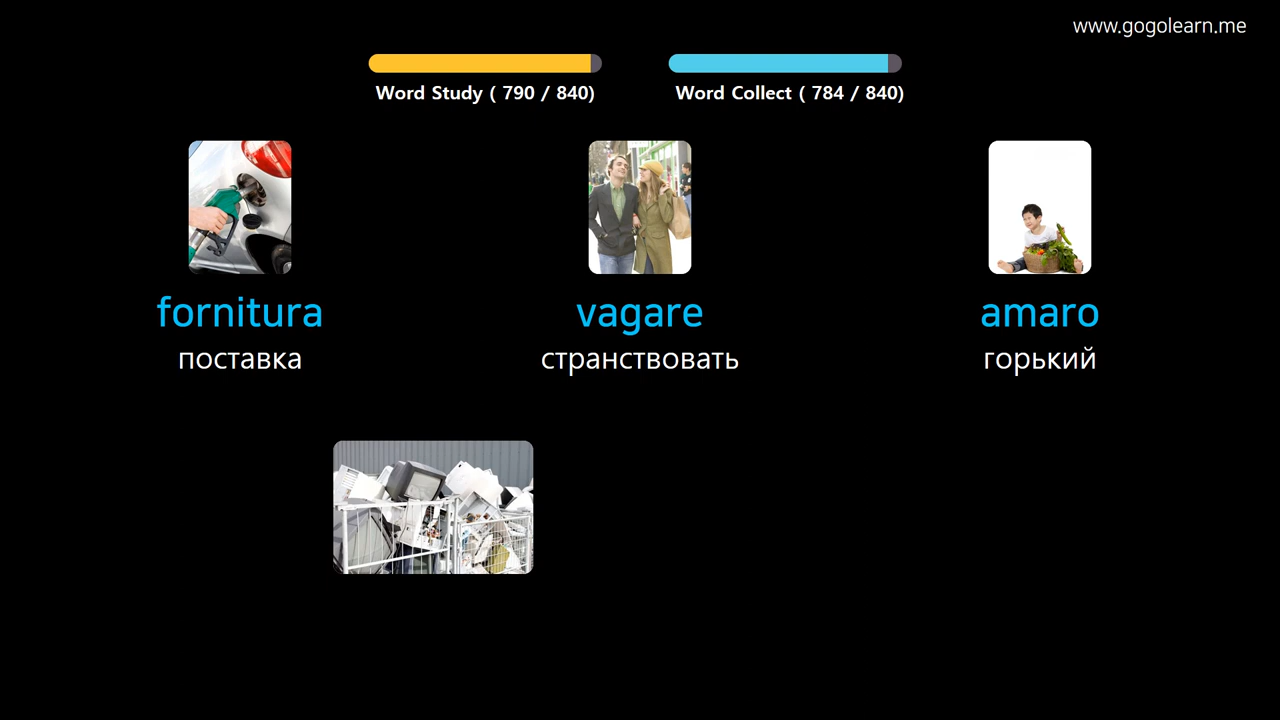 www.gogolearn.me
Word Study ( 790 / 840)
Word Collect ( 784 / 840)
fornitura
vagare
amaro
поставка
странствовать
горький